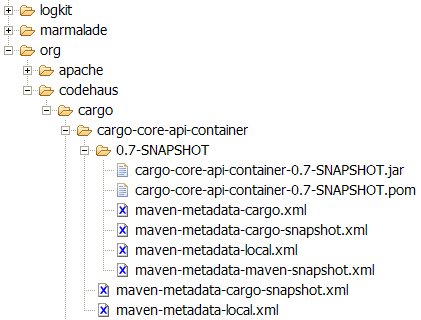 logkit
marmalade
org
apache
codehaus
cargo
cargo-core-api-container
0.7-SNAPSHOT
cargo-core-api-container-0.7-SNAPSHOT.jar
cargo-core-api-container-0.7-SNAPSHOT.pom
maven-metadata-cargo.xml
maven-metadata-cargo-snapshot.xml
maven-metadata-local.xml
maven-metadata-maven-snapshot.xml
maven-metadata-cargo-snapshot.xml
maven-metadata-local.xml